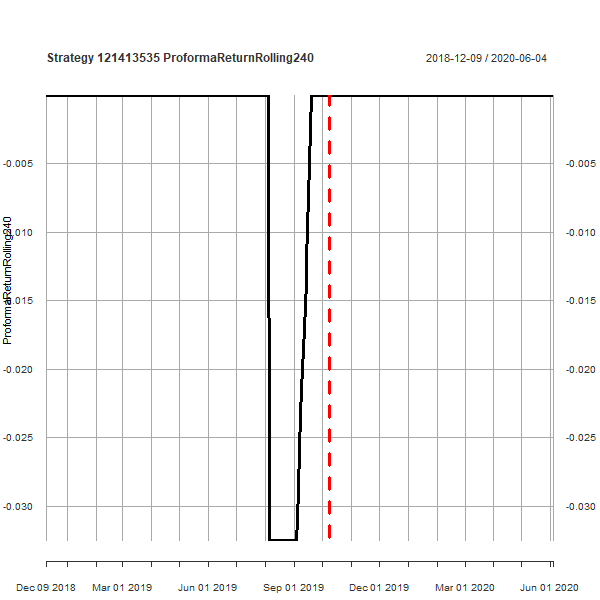 Strategy 121413535 ProformaReturnRolling240
2018-12-09 / 2020-06-04
ProformaReturnRolling240
-0.005 -0.005
-0.010 -0.010
-0.015 -0.015
-0.020 -0.020
-0.025 -0.025
-0.030 -0.030
Dec 09 2018 Mar 01 2019 Jun 01 2019 Sep 01 2019 Dec 01 2019 Mar 01 2020 Jun 01 2020